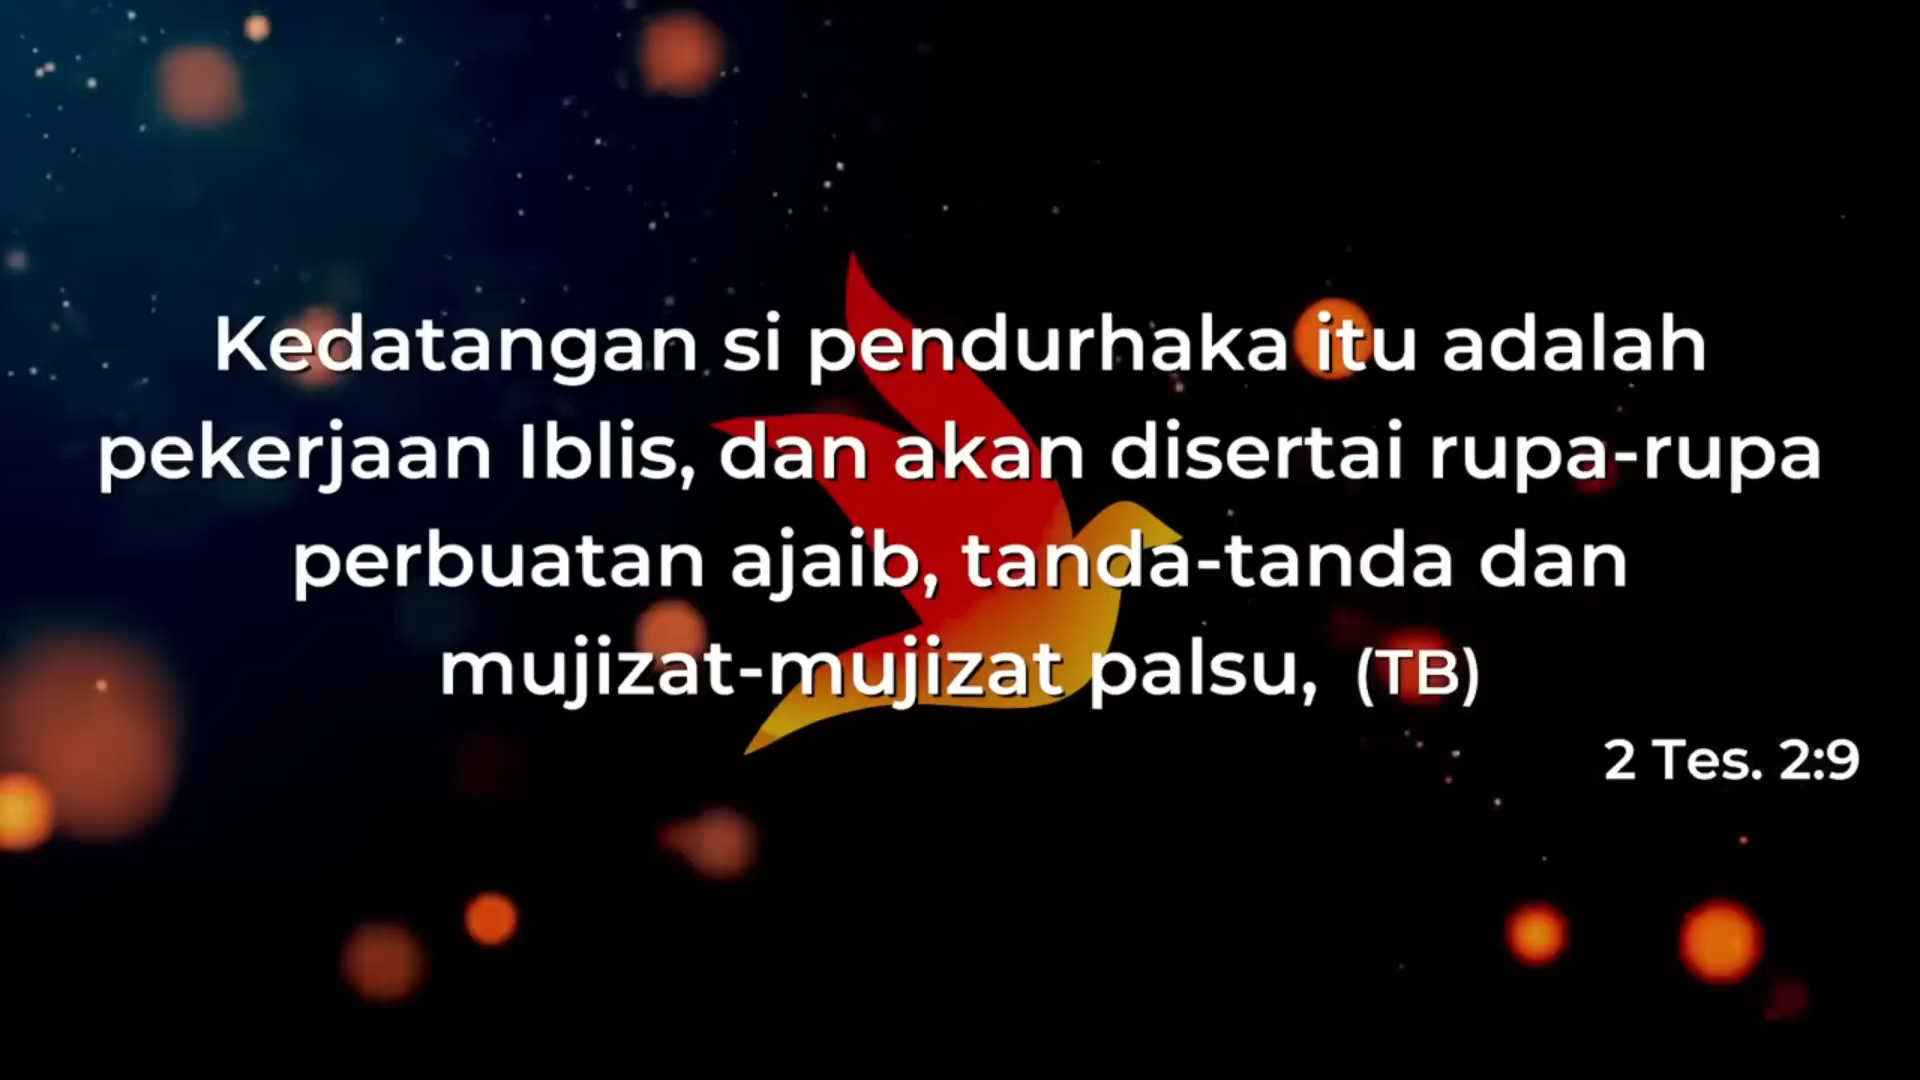 Kedatangan si pendurhaka itu adalah
pekerjaan Iblis, dan akan disertai rupa-rupa
perbuatan ajaib, tanda-tanda dan
mujizat-mujizat palsu, (TB)
2 Tes. 2:9